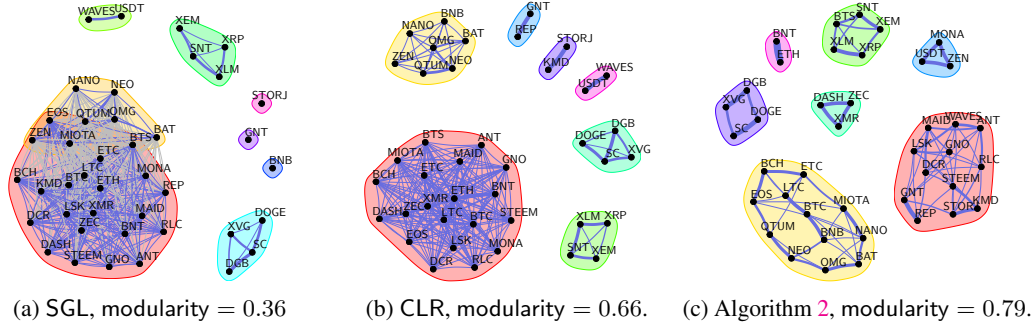 WAVES USDT
XEM
XRP
SNT
XLM
NANO NEO
STORJ
EOS QTUM OMG
ZEN MIOTA BTS BAT
GNT
ETC
BCH LTC MONA
BNB
KMD BTC ETH REP
LSK XMR MAID
DCR ZEC BNT RLC
DASH STEEM GNO ANT
XVG DOGE
SC
DGB
(a) SGL, modularity = 0.36
BNB
NANO BAT
OMG
ZEN QTUM NEO
GNT
REP
STORJ
KMD
WAVES
USDT
BTS ANT
MIOTA MAID GNO
BCH ETC
XMR ETH BNT
DASH ZEC LTC BTC STEEM
EOS LSK MONA
DCR RLC
DGB
DOGE
SC XVG
XLM XRP
SNT XEM
(b) CLR, modularity = 0.66.
BNT
ETH
SNT
BTS XEM
XLM XRP
MONA
USDT ZEN
DGB
XVG DOGE
SC
DASH ZEC
XMR
MAID WAVES ANT
LSK GNO
DCR RLC
STEEM
GNT
REP STORJ KMD
BCH ETC
EOS LTC
BTC MIOTA
QTUM BNB NANO
NEO OMG BAT
(c) Algorithm 2, modularity = 0.79.